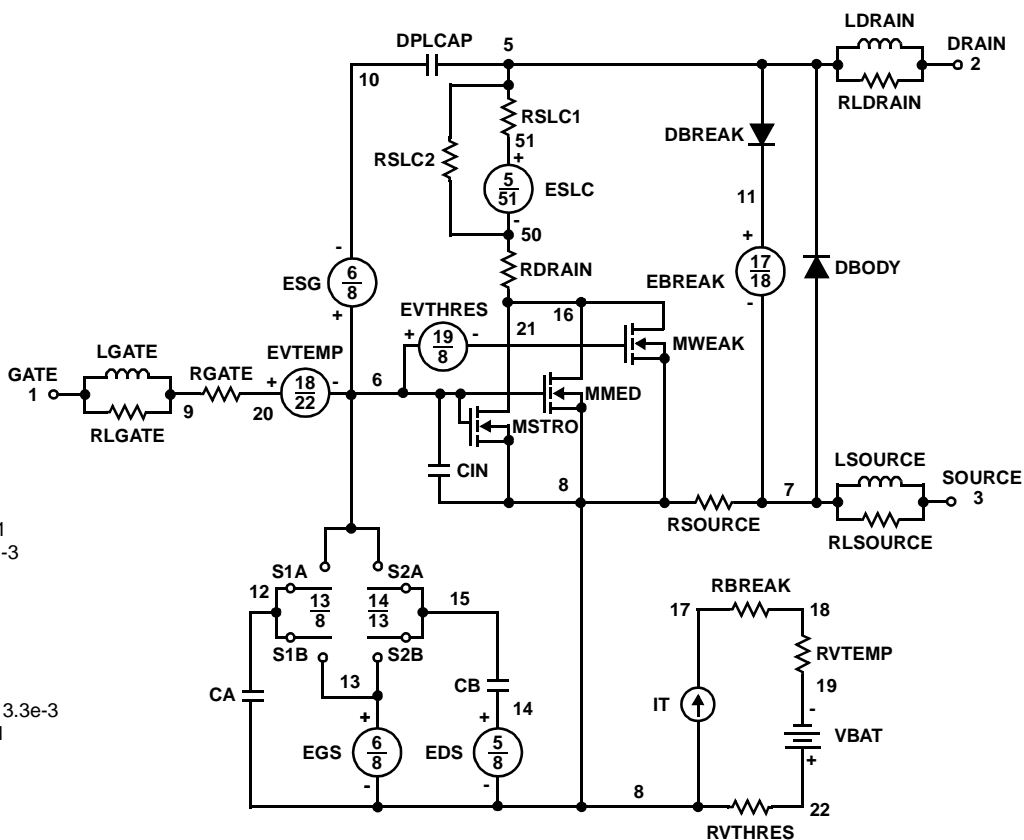 LDRAIN
DPLCAP 5 DRAIN
10 2
RLDRAIN
RSLC1
51
DBREAK
RSLC2
+
5
51
ESLC
11
-
50
+
-
17
18
EBREAK
DBODY
ESG
6
8
RDRAIN
-
+
EVTHRES
16
21
+ -
19
8
MWEAK
LGATE
EVTEMP
GATE
1
RGATE
+ -
18
22
6
MMED
9
20
RLGATE
MSTRO
CIN
LSOURCE
8
7
SOURCE
3
RSOURCE
RLSOURCE
-3
S1A S2A
12
13
8
14
13
15
RBREAK
17 18
S1B S2B
RVTEMP
13
CA
CB
19
3.3e-3
14
IT
-
+
+
VBAT
EGS
6
8
EDS
5
8
+
-
-
8
22
RVTHRES